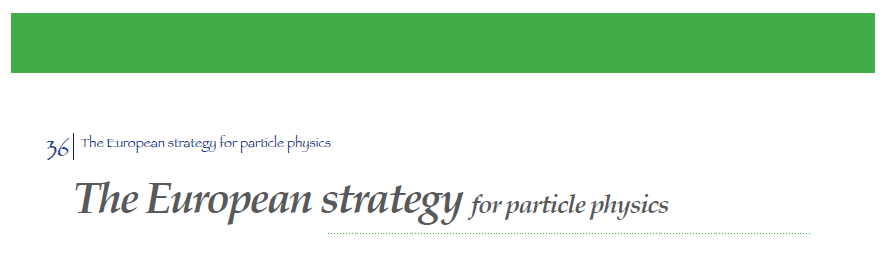 36 The European strategy for particle physics
The European strategy for particle physics